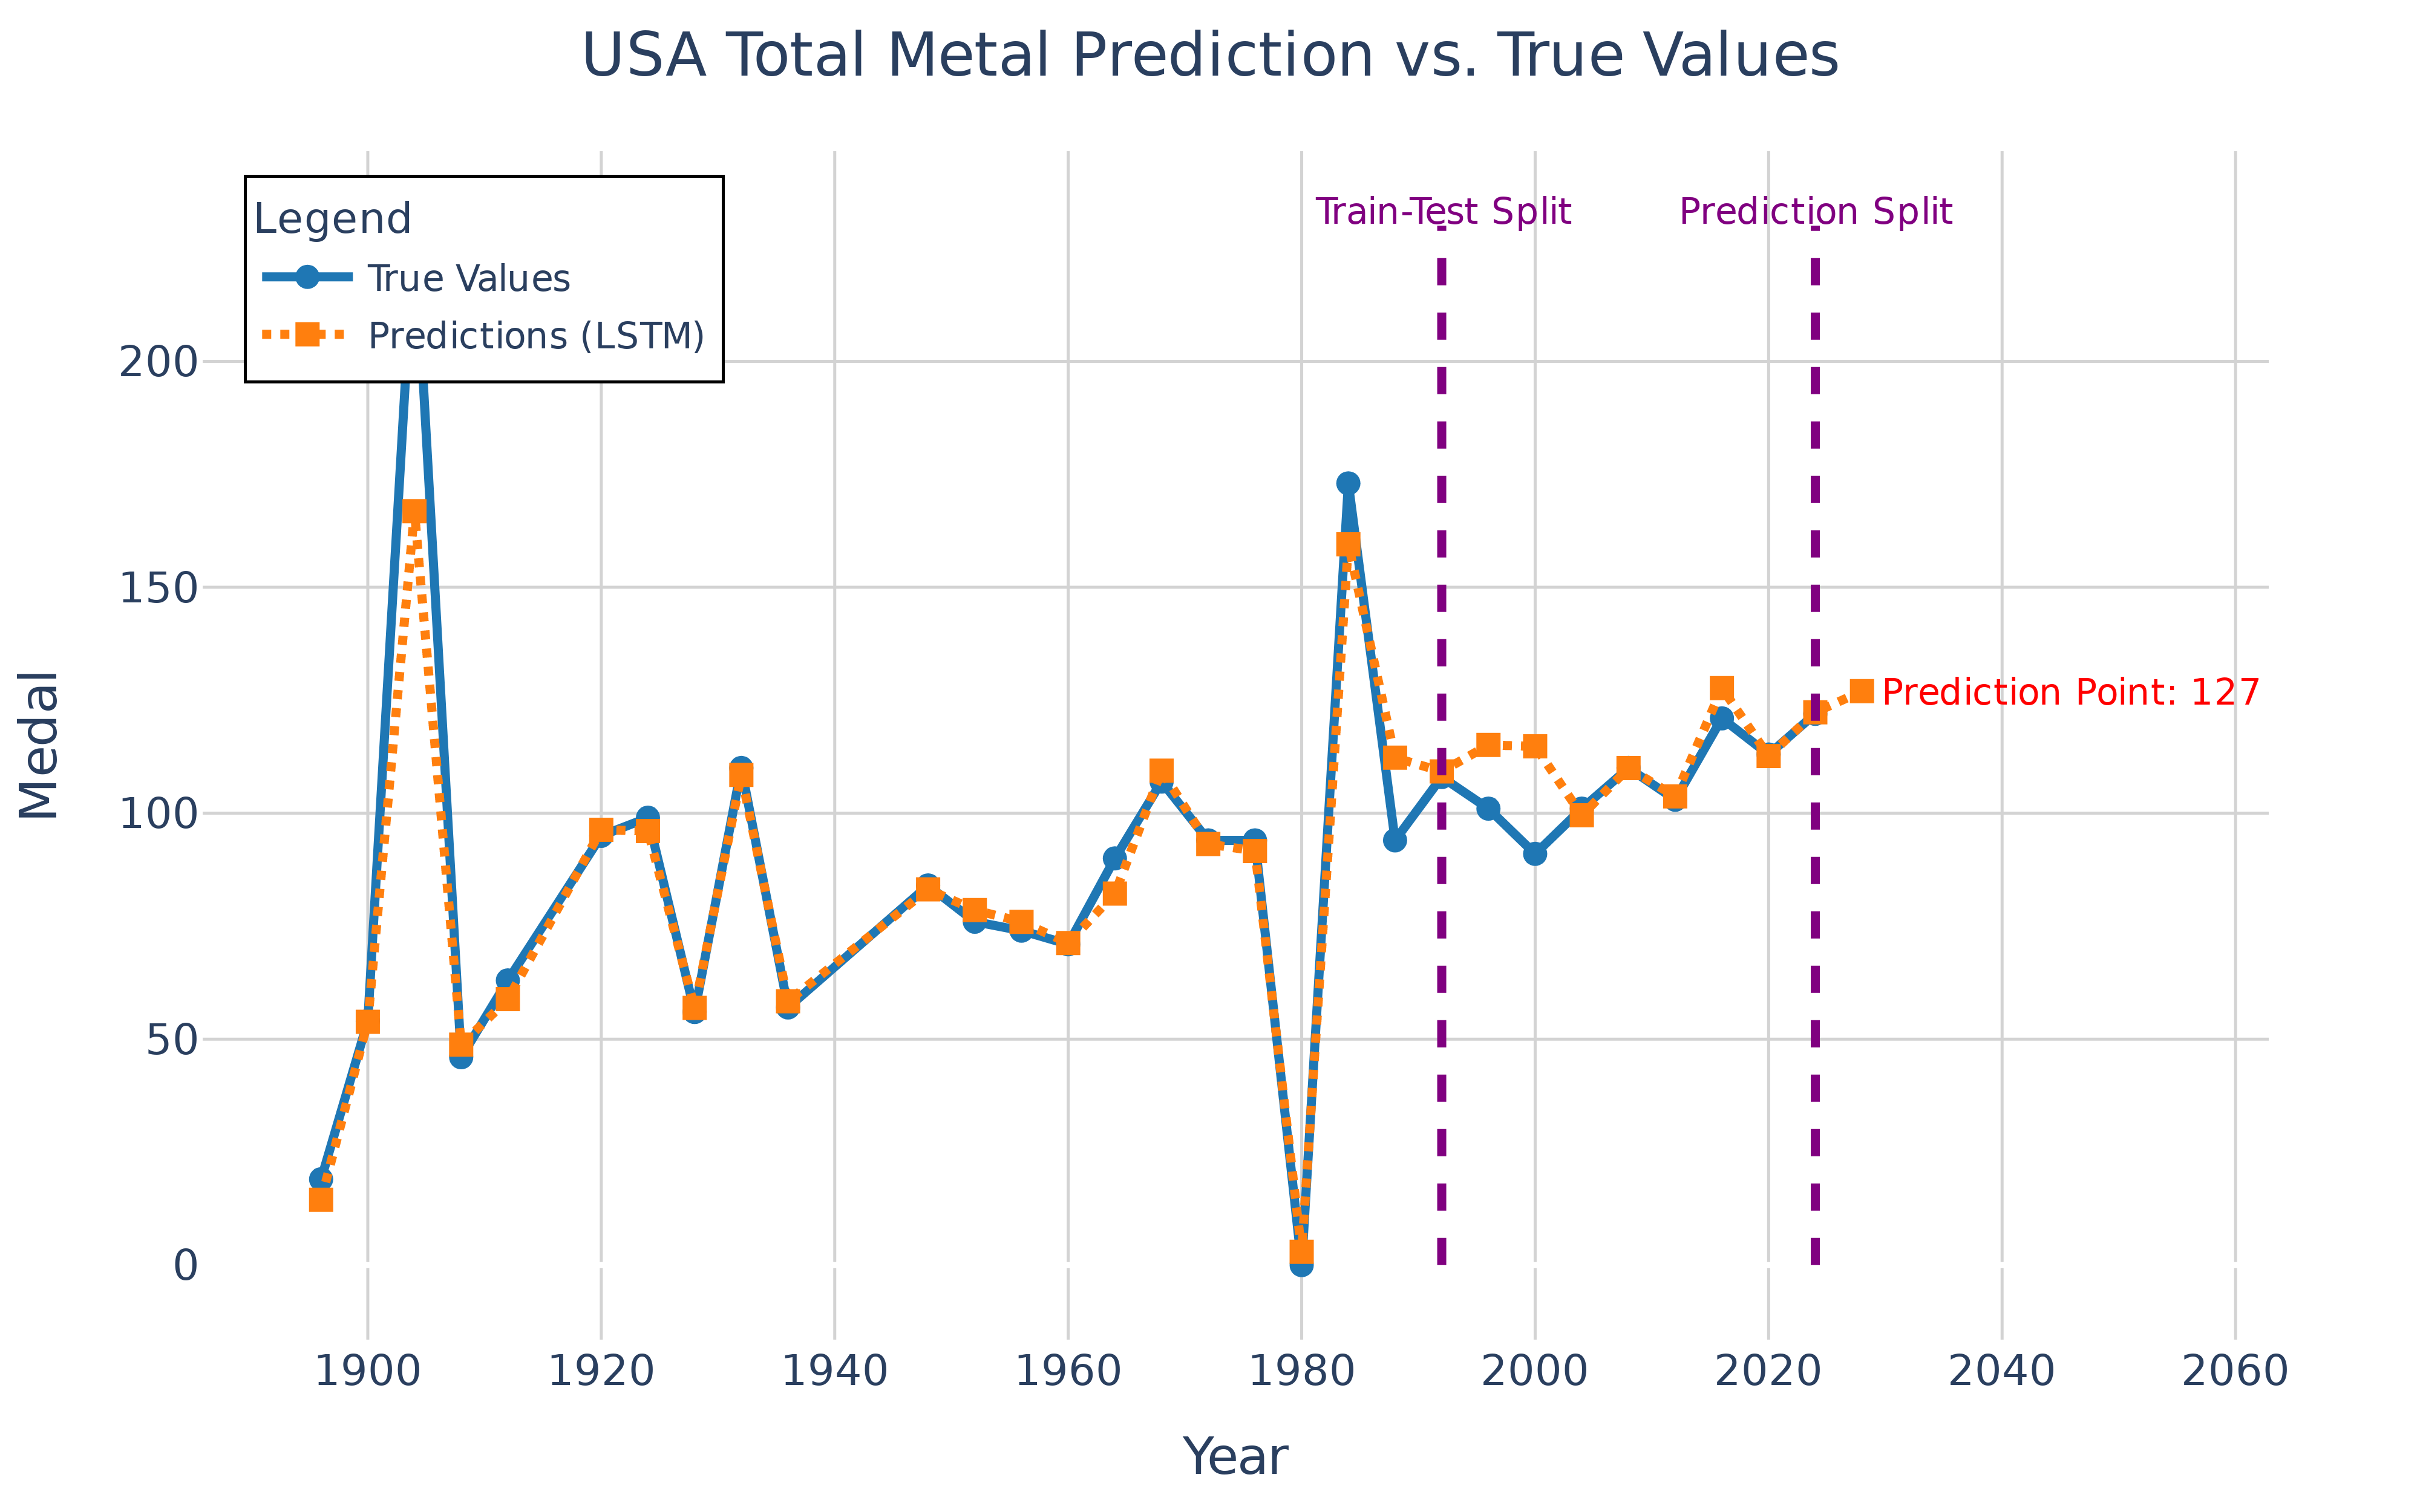 USA Total Metal Prediction vs. True Values
Legend
True Values
Predictions (LSTM)
Train-Test Split
Prediction Split
200
150
100
50
0
Medal
Prediction Point: 127
1900 1920 1940 1960 1980 2000 2020 2040 2060
Year